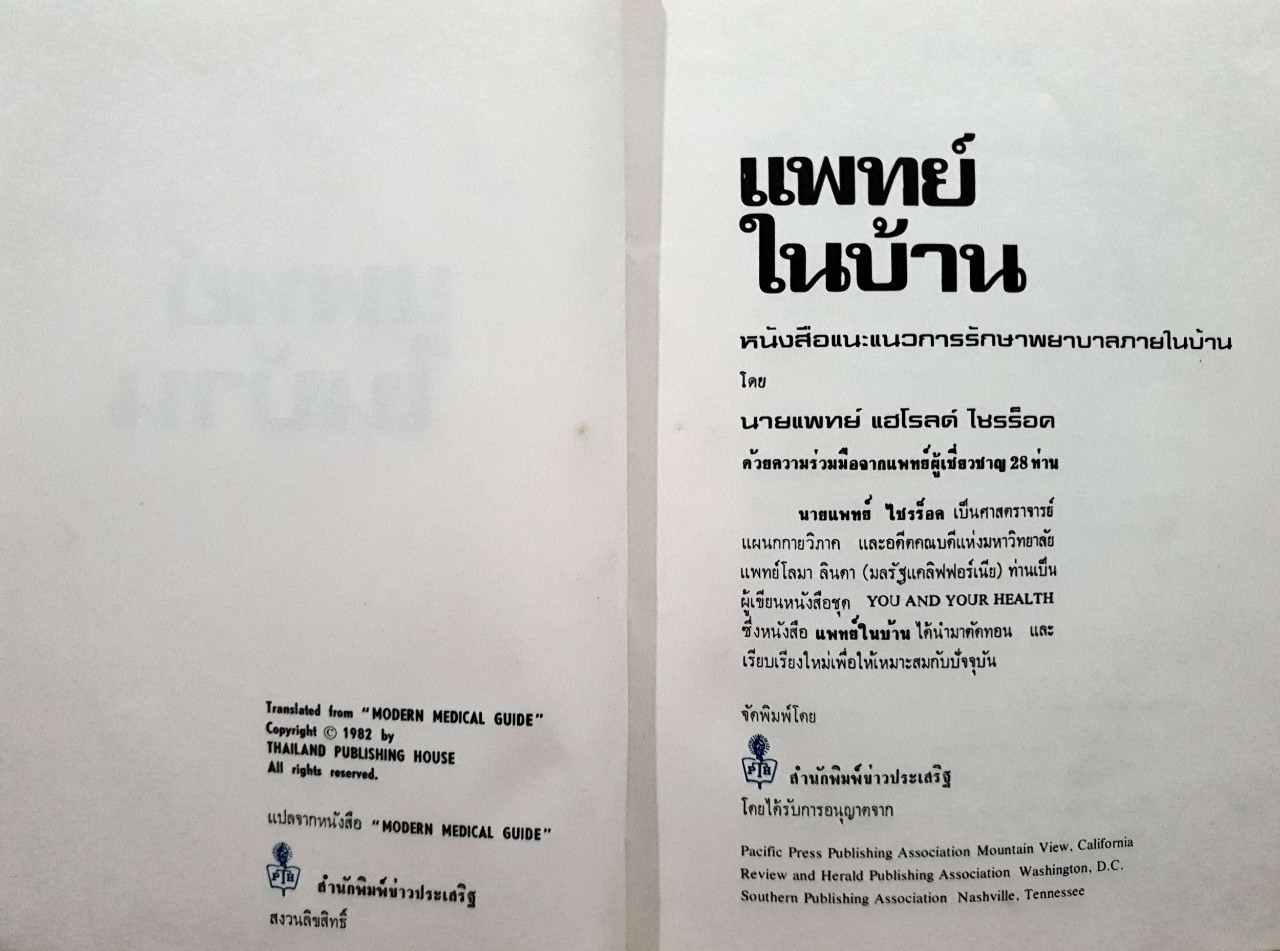 Translated from "MODERN MEDICAL GUIDE"
Copyright © 1982 by
THAILAND PUBLISHING HOUSE
All rights reserved.
แปลจากหนังสือ "MODERN MEDICAL GUIDE"
PTH สำนักพิมพ์ข่าวประเสริฐ
สงวนลิขสิทธิ์
แพทย์
ในบ้าน
หนังสือแนะแนวการรักษาพยาบาลภายในบ้าน
โดย
นายแพทย์ แฮโรลด์ ไชรร็อค
ด้วยความร่วมมือจากแพทย์ผู้เชี่ยวชาญ 28 ท่าน
นายแพทย์ ไชรร็อค เป็นศาสตราจารย์
แผนกกายวิภาค และอดีตคณบดีแห่งมหาวิทยาลัย
แพทย์โลมา ลินดา (มลรัฐแคลิฟฟอร์เนีย) ท่านเป็น
ผู้เขียนหนังสือชุด YOU AND YOUR HEALTH
ซึ่งหนังสือ แพทย์ในบ้าน ได้นำมาตัดทอน และ
เรียบเรียงใหม่เพื่อให้เหมาะสมกับปัจจุบัน
จัดพิมพ์โดย
PTH สำนักพิมพ์ข่าวประเสริฐ
โดยได้รับการอนุญาตจาก
Pacific Press Publishing Association Mountain View, California
Review and Herald Publishing Association Washington, D.C.
Southern Publishing Association Nashville, Tennessee